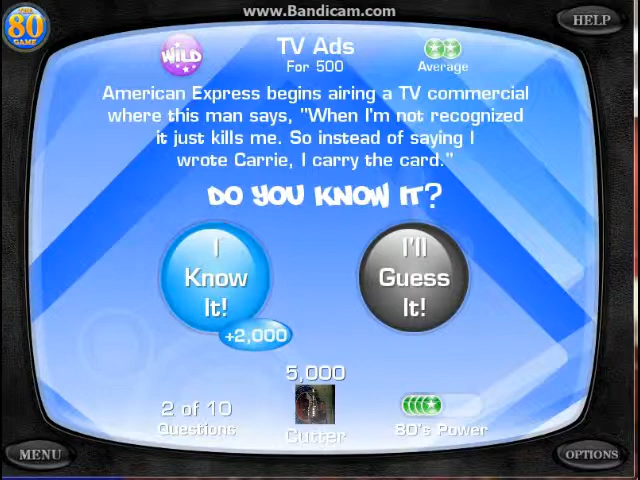 www.Bandicam.com
THE
80
GAME
HELP
WILD
TV Ads
For 500
Average
American Express begins airing a TV commercial
where this man says, "When I'm not recognized
it just kills me. So instead of saying I
wrote Carrie, I carry the card."
DO YOU KNOW IT?
I
Know
It!
+2,000
I'll
Guess
It!
5,000
2 of 10
Questions
Cutter
80's Power
MENU
OPTIONS